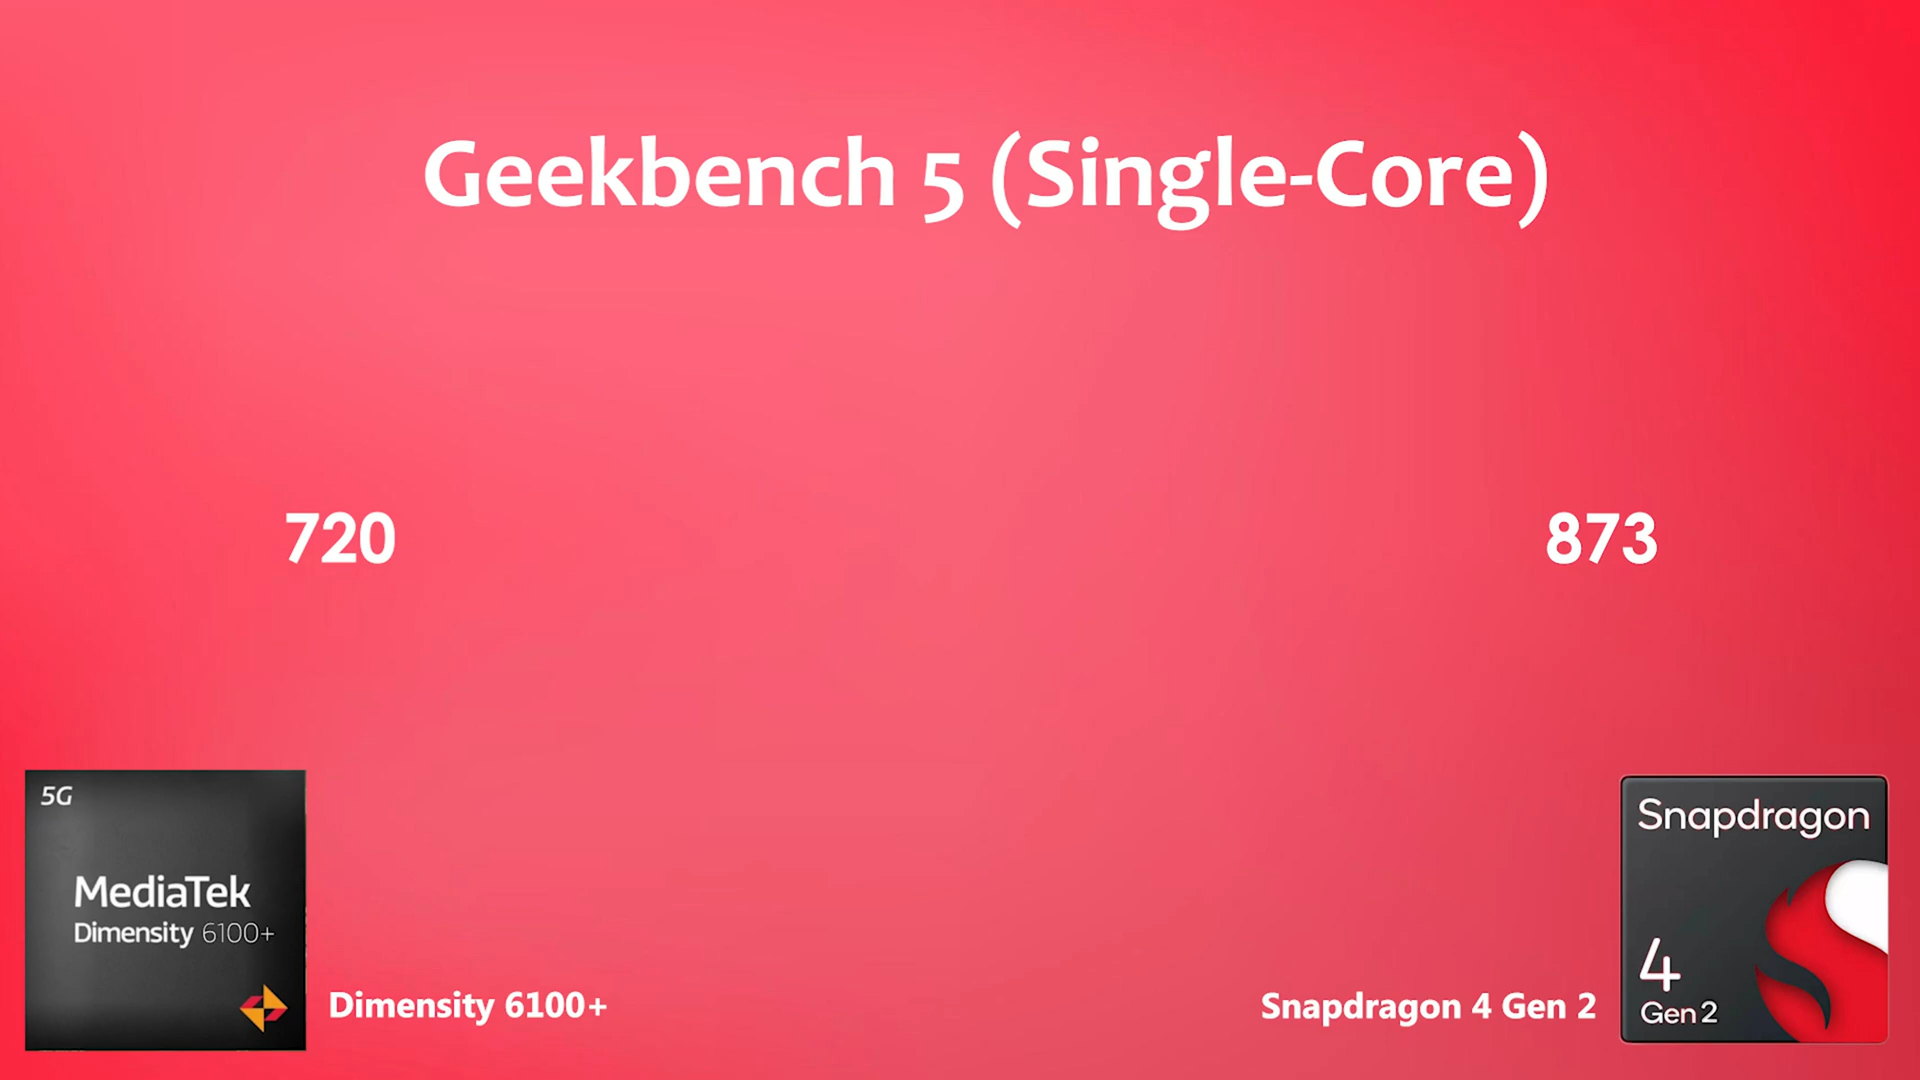 Geekbench 5 (Single-Core)
720
873
5G
MediaTek
Dimensity 6100+
Dimensity 6100+
Snapdragon 4 Gen 2
Snapdragon
4
Gen 2